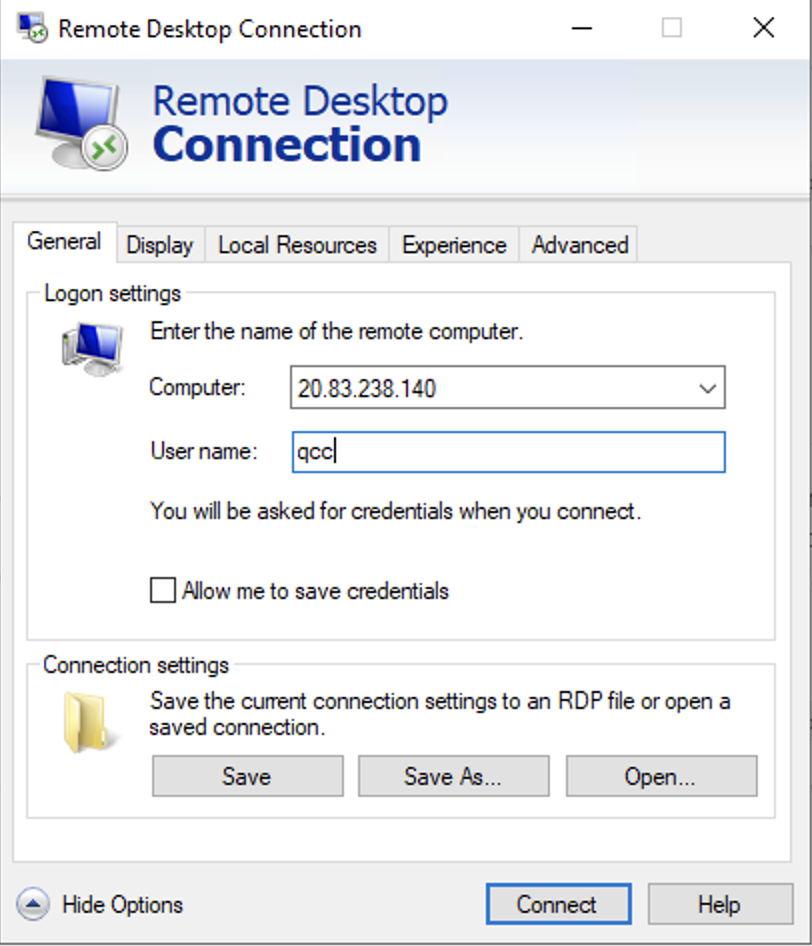 Remote Desktop Connection
Remote Desktop
Connection
General Display Local Resources Experience Advanced
Logon settings
Enter the name of the remote computer.
Computer: 20.83.238.140
User name: qcc
You will be asked for credentials when you connect.
Allow me to save credentials
Connection settings
Save the current connection settings to an RDP file or open a
saved connection.
Save Save As... Open...
Hide Options Connect Help